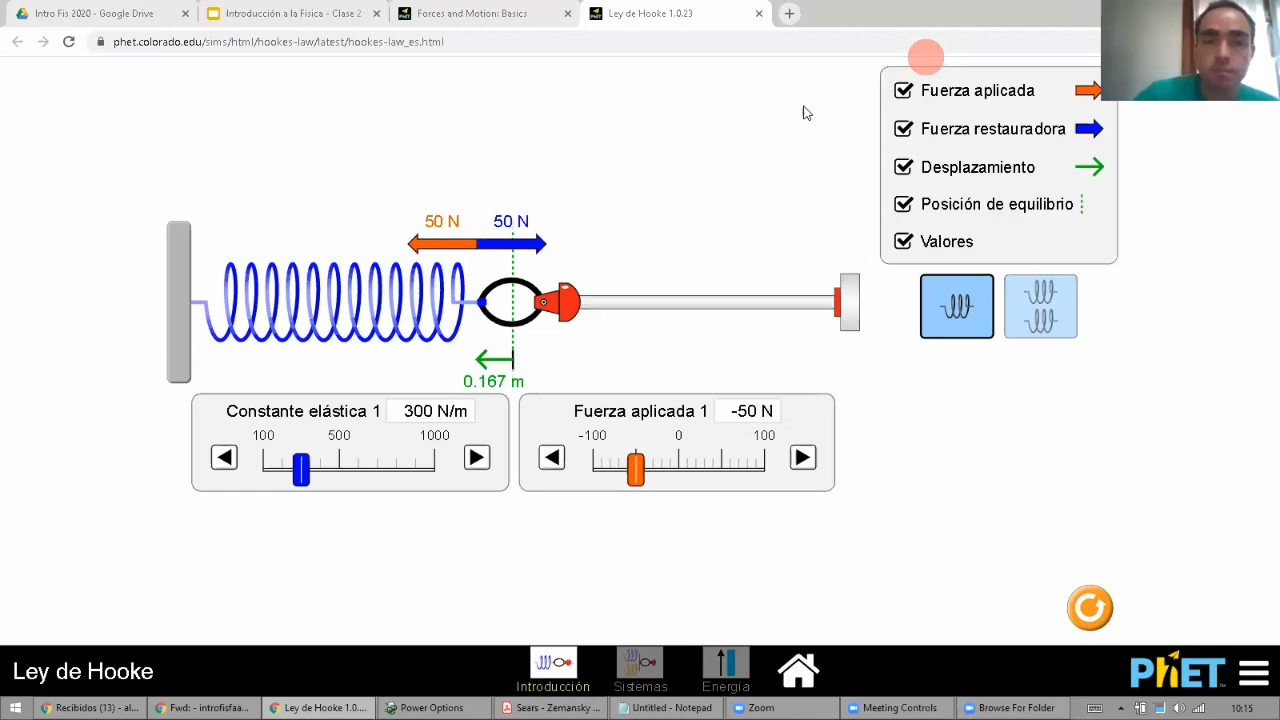 Intro Fis 2020 - Google Drive
Introducción a la Física - Clase 2
Forces and Motion: Basics
Ley de Hooke 1.0.23
phet.colorado.edu/sims/html/hookes-law/latest/hookes-law_es.html
Fuerza aplicada
Fuerza restauradora
Desplazamiento
Posición de equilibrio
Valores
50 N
50 N
0.167 m
Constante elástica 1
300 N/m
100
500
1000
Fuerza aplicada 1
-50 N
-100
0
100
Ley de Hooke
Introducción
Sistemas
Energía
PhET
Recibidos (13) - al...
Fwd: - introfisfaa...
Ley de Hooke 1.0....
Power Options
Sears - Zemansky ...
Untitled - Notepad
Zoom
Meeting Controls
Browse For Folder
10:15